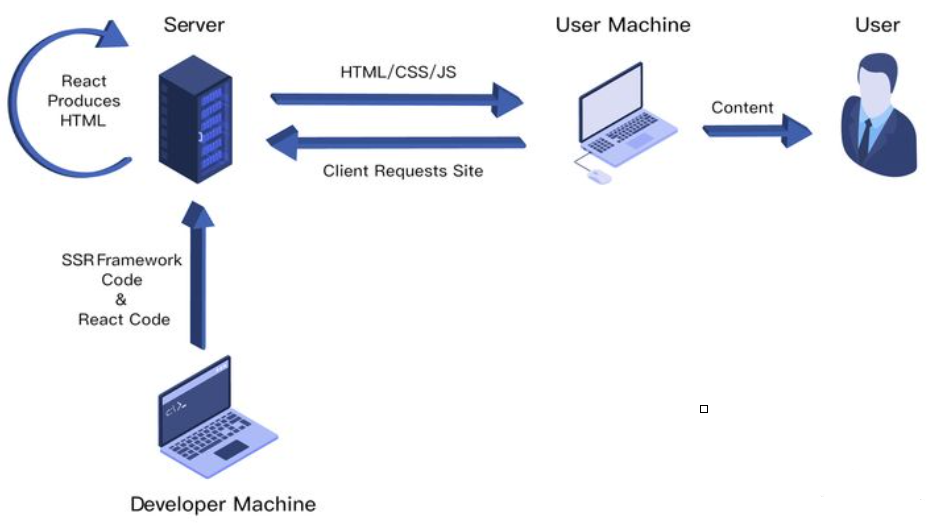 Server
User Machine
User
React
Produces
HTML
HTML/CSS/JS
Client Requests Site
Content
SSR Framework
Code
&
React Code
C:\>_
Developer Machine